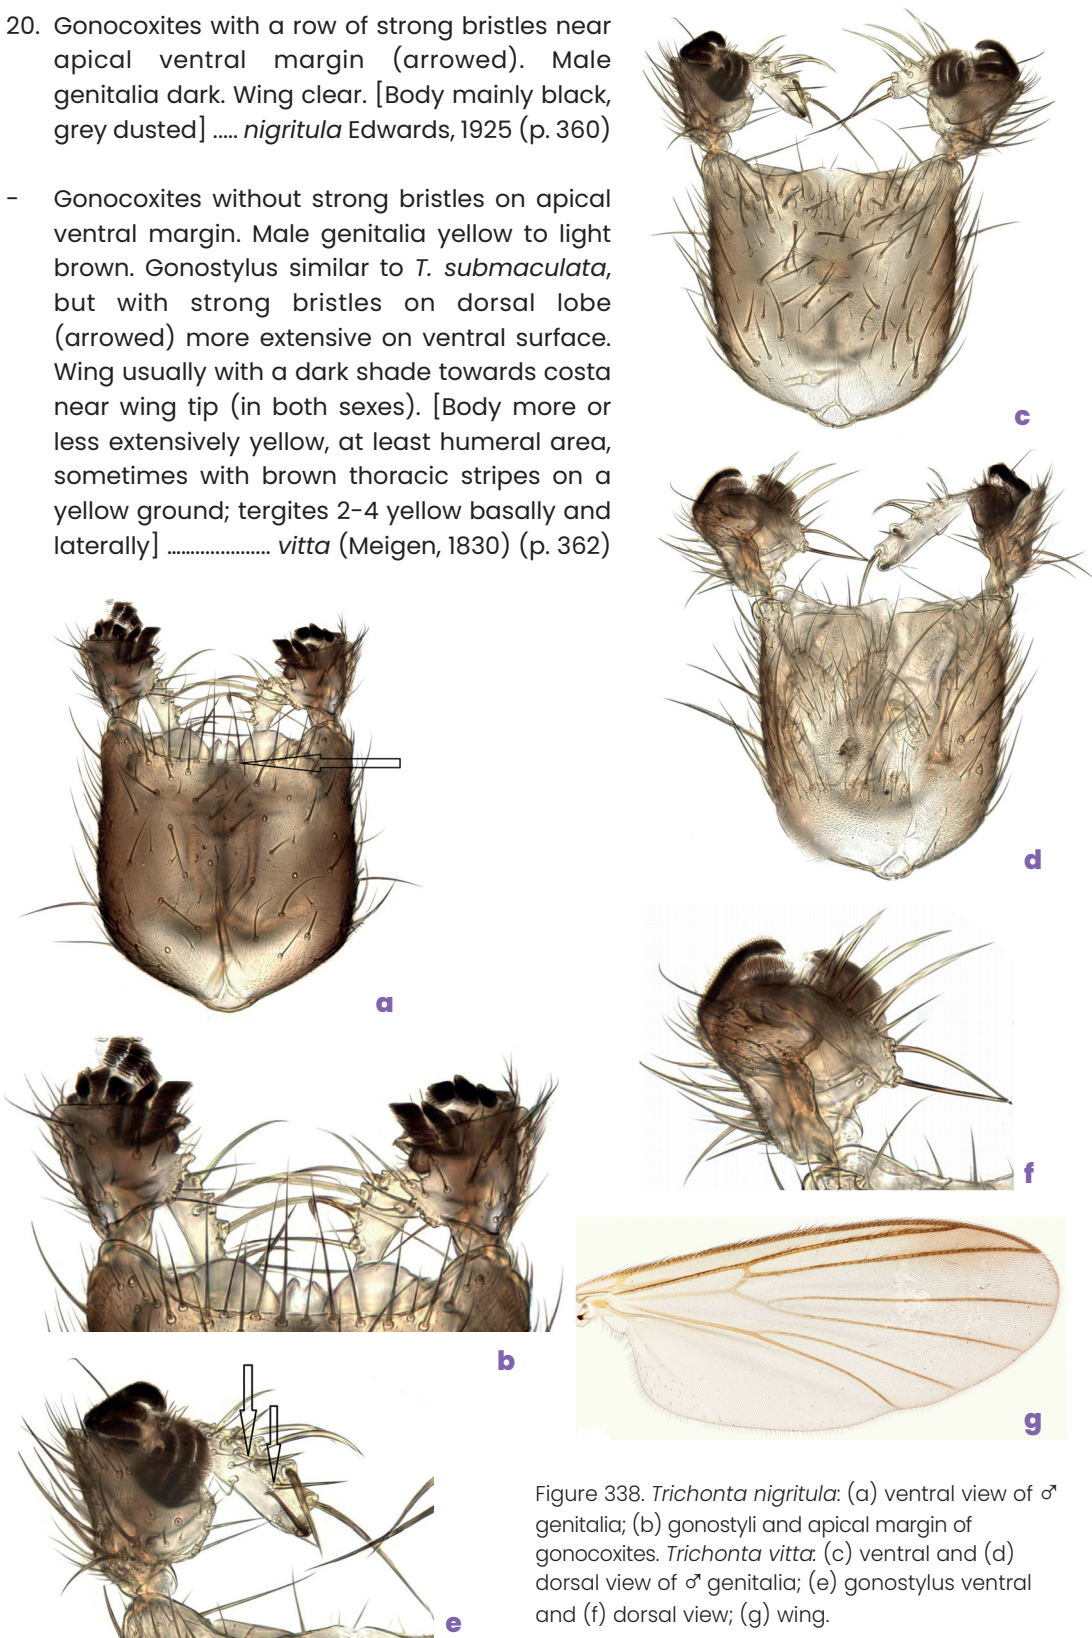 20. Gonocoxites with a row of strong bristles near
apical ventral margin (arrowed). Male
genitalia dark. Wing clear. [Body mainly black,
grey dusted] ..... nigritula Edwards, 1925 (p. 360)
- Gonocoxites without strong bristles on apical
ventral margin. Male genitalia yellow to light
brown. Gonostylus similar to T. submaculata,
but with strong bristles on dorsal lobe
(arrowed) more extensive on ventral surface.
Wing usually with a dark shade towards costa
near wing tip (in both sexes). [Body more or
less extensively yellow, at least humeral area,
sometimes with brown thoracic stripes on a
yellow ground; tergites 2-4 yellow basally and
laterally] ..................... vitta (Meigen, 1830) (p. 362)
c
d
a
f
b
g
e
Figure 338. Trichonta nigritula: (a) ventral view of ♂
genitalia; (b) gonostyli and apical margin of
gonocoxites. Trichonta vitta: (c) ventral and (d)
dorsal view of ♂ genitalia; (e) gonostylus ventral
and (f) dorsal view; (g) wing.